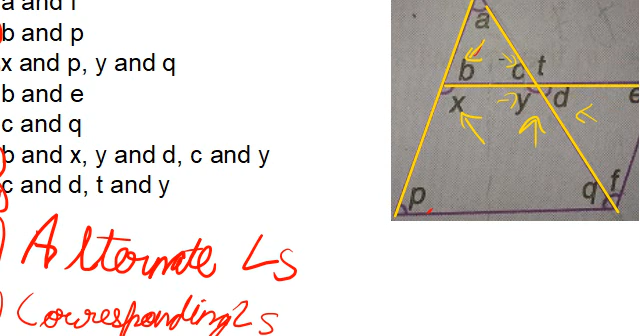 a and f
b and p
x and p, y and q
b and e
c and q
b and x, y and d, c and y
c and d, t and y
Alternate ∠s
Corresponding ∠s
a
b c t
x y d e
p q f